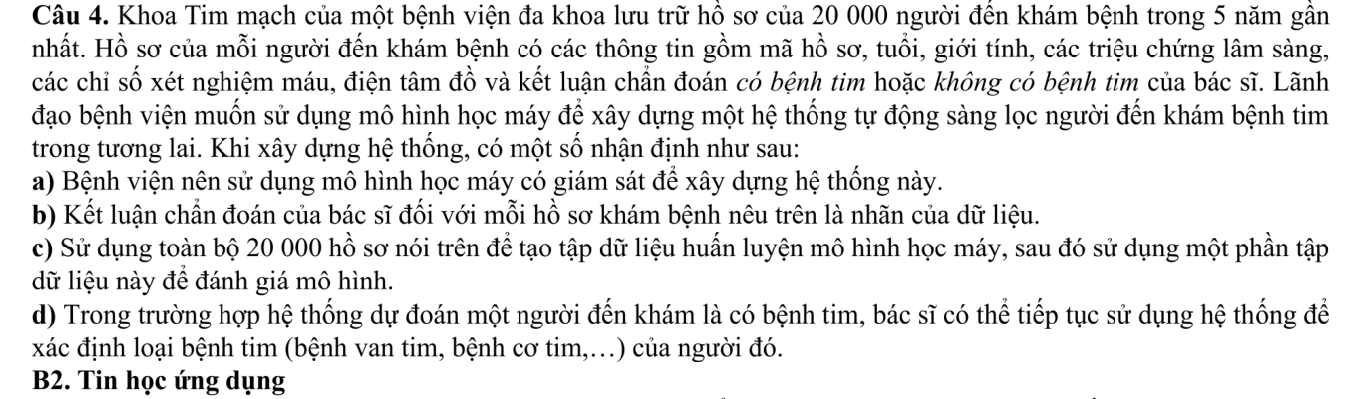 Câu 4. Khoa Tim mạch của một bệnh viện đa khoa lưu trữ hồ sơ của 20 000 người đến khám bệnh trong 5 năm gần
nhất. Hồ sơ của mỗi người đến khám bệnh có các thông tin gồm mã hồ sơ, tuổi, giới tính, các triệu chứng lâm sàng,
các chỉ số xét nghiệm máu, điện tâm đồ và kết luận chẩn đoán có bệnh tim hoặc không có bệnh tim của bác sĩ. Lãnh
đạo bệnh viện muốn sử dụng mô hình học máy để xây dựng một hệ thống tự động sàng lọc người đến khám bệnh tim
trong tương lai. Khi xây dựng hệ thống, có một số nhận định như sau:
a) Bệnh viện nên sử dụng mô hình học máy có giám sát để xây dựng hệ thống này.
b) Kết luận chẩn đoán của bác sĩ đối với mỗi hồ sơ khám bệnh nêu trên là nhãn của dữ liệu.
c) Sử dụng toàn bộ 20 000 hồ sơ nói trên để tạo tập dữ liệu huấn luyện mô hình học máy, sau đó sử dụng một phần tập
dữ liệu này để đánh giá mô hình.
d) Trong trường hợp hệ thống dự đoán một người đến khám là có bệnh tim, bác sĩ có thể tiếp tục sử dụng hệ thống để
xác định loại bệnh tim (bệnh van tim, bệnh cơ tim,…) của người đó.
B2. Tin học ứng dụng